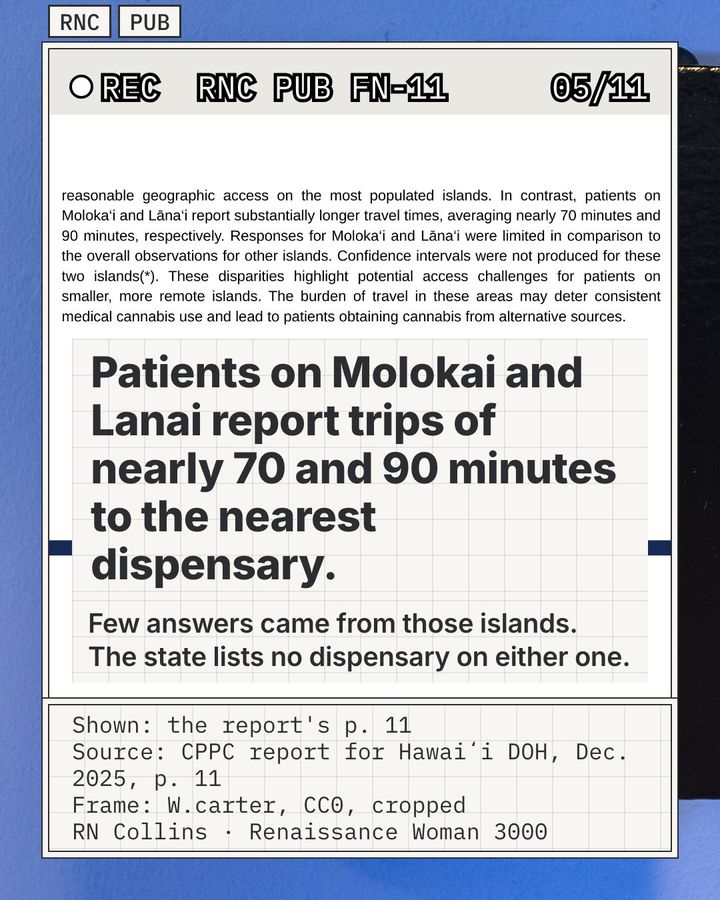 RNC PUB
REC RNC PUB FN-11 05/11
reasonable geographic access on the most populated islands. In contrast, patients on
Molokaʻi and Lānaʻi report substantially longer travel times, averaging nearly 70 minutes and
90 minutes, respectively. Responses for Molokaʻi and Lānaʻi were limited in comparison to
the overall observations for other islands. Confidence intervals were not produced for these
two islands(*). These disparities highlight potential access challenges for patients on
smaller, more remote islands. The burden of travel in these areas may deter consistent
medical cannabis use and lead to patients obtaining cannabis from alternative sources.
Patients on Molokai and
Lanai report trips of
nearly 70 and 90 minutes
to the nearest
dispensary.
Few answers came from those islands.
The state lists no dispensary on either one.
Shown: the report's p. 11
Source: CPPC report for Hawaiʻi DOH, Dec.
2025, p. 11
Frame: W.carter, CC0, cropped
RN Collins · Renaissance Woman 3000